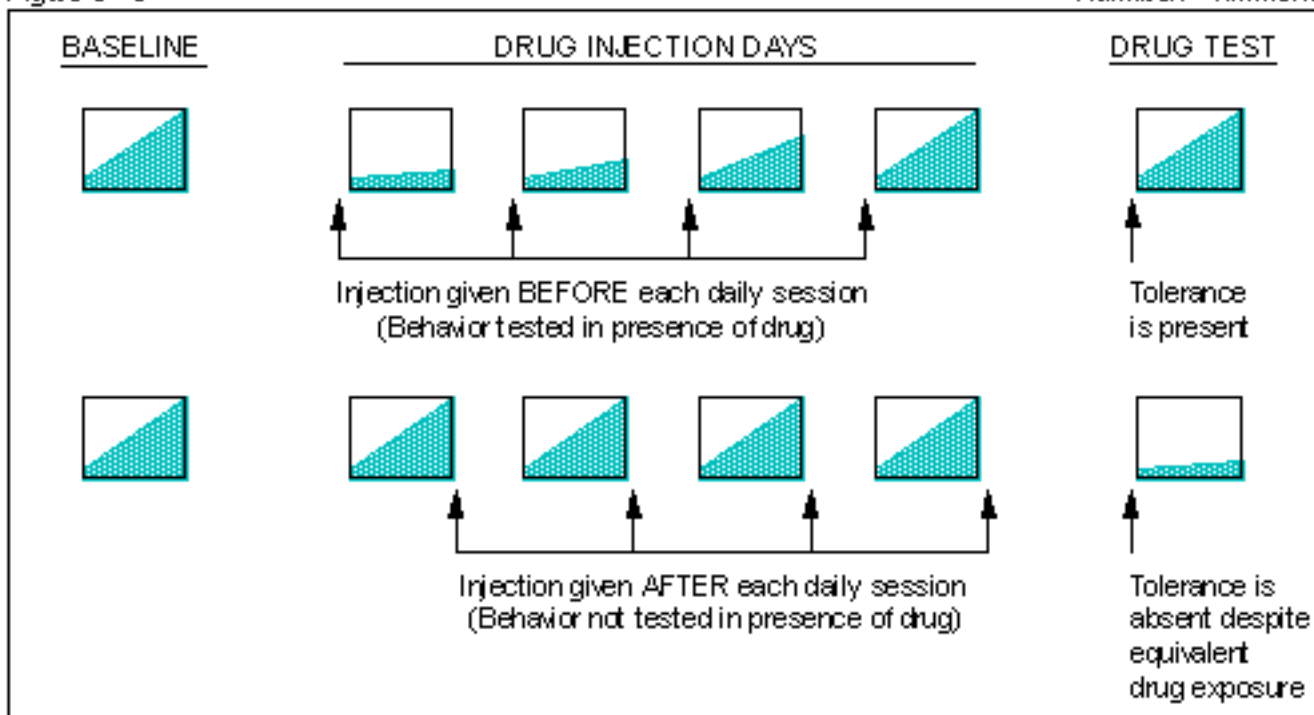 BASELINE
DRUG INJECTION DAYS
DRUG TEST
Injection given BEFORE each daily session
(Behavior tested in presence of drug)
Tolerance
is present
Injection given AFTER each daily session
(Behavior not tested in presence of drug)
Tolerance is
absent despite
equivalent
drug exposure